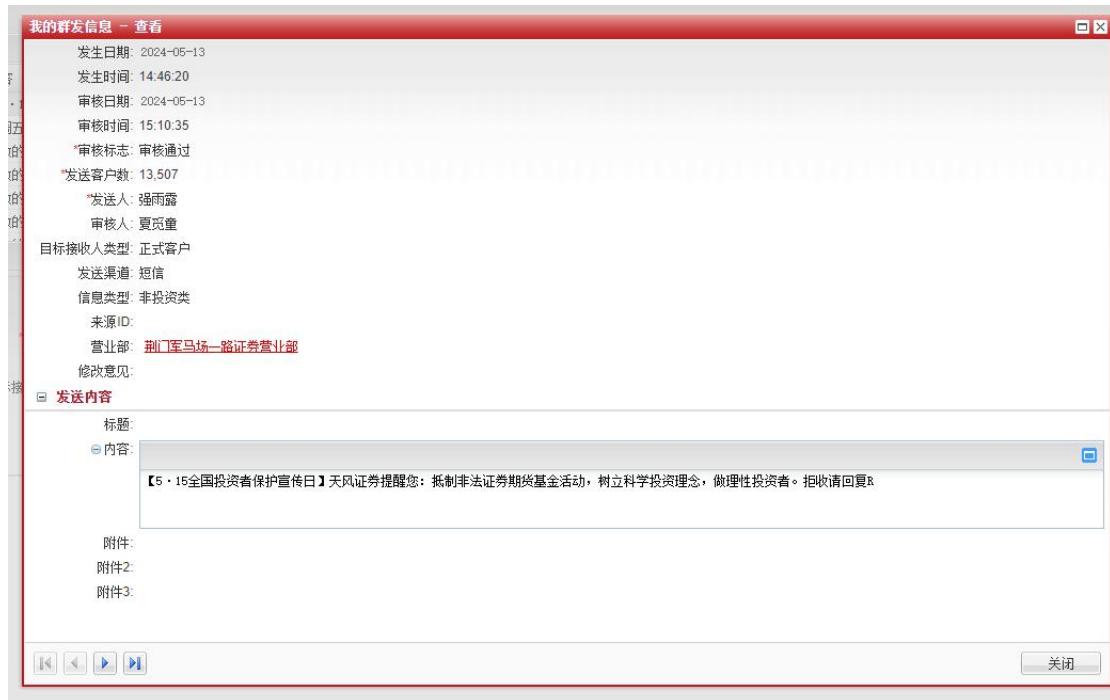 我的群发信息 - 查看
发生日期: 2024-05-13
发生时间: 14:46:20
审核日期: 2024-05-13
审核时间: 15:10:35
*审核标志: 审核通过
*发送客户数: 13,507
*发送人: 强雨露
审核人: 夏觅童
目标接收人类型: 正式客户
发送渠道: 短信
信息类型: 非投资类
来源ID:
营业部: 荆门军马场一路证券营业部
修改意见:
发送内容
标题:
内容:
【5·15全国投资者保护宣传日】天风证券提醒您: 抵制非法证券期货基金活动, 树立科学投资理念, 做理性投资者。拒收请回复R
附件:
附件2:
附件3:
关闭